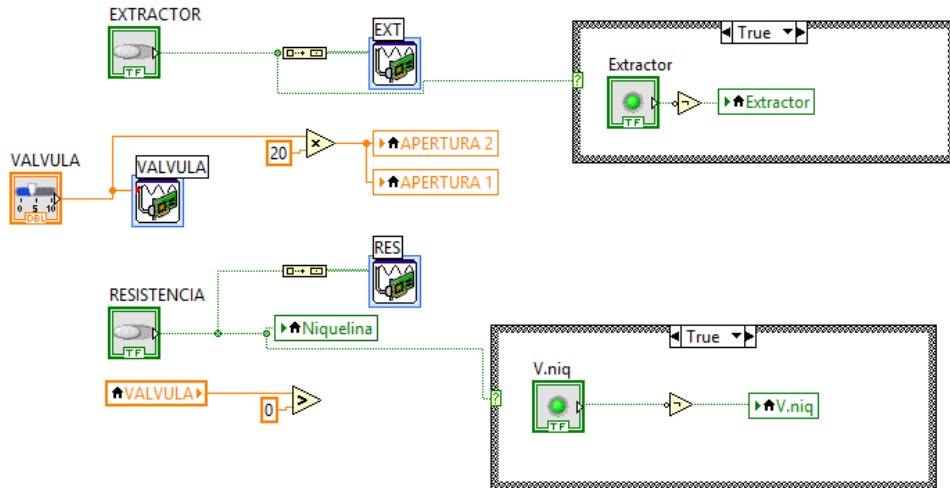 EXTRACTOR
TF
EXT
True
?
Extractor
TF
Extractor
20
x
APERTURA 2
APERTURA 1
VALVULA
0 5 10
DBL
VALVULA
RES
RESISTENCIA
TF
Niquelina
True
?
V.niq
TF
V.niq
VALVULA
0
>